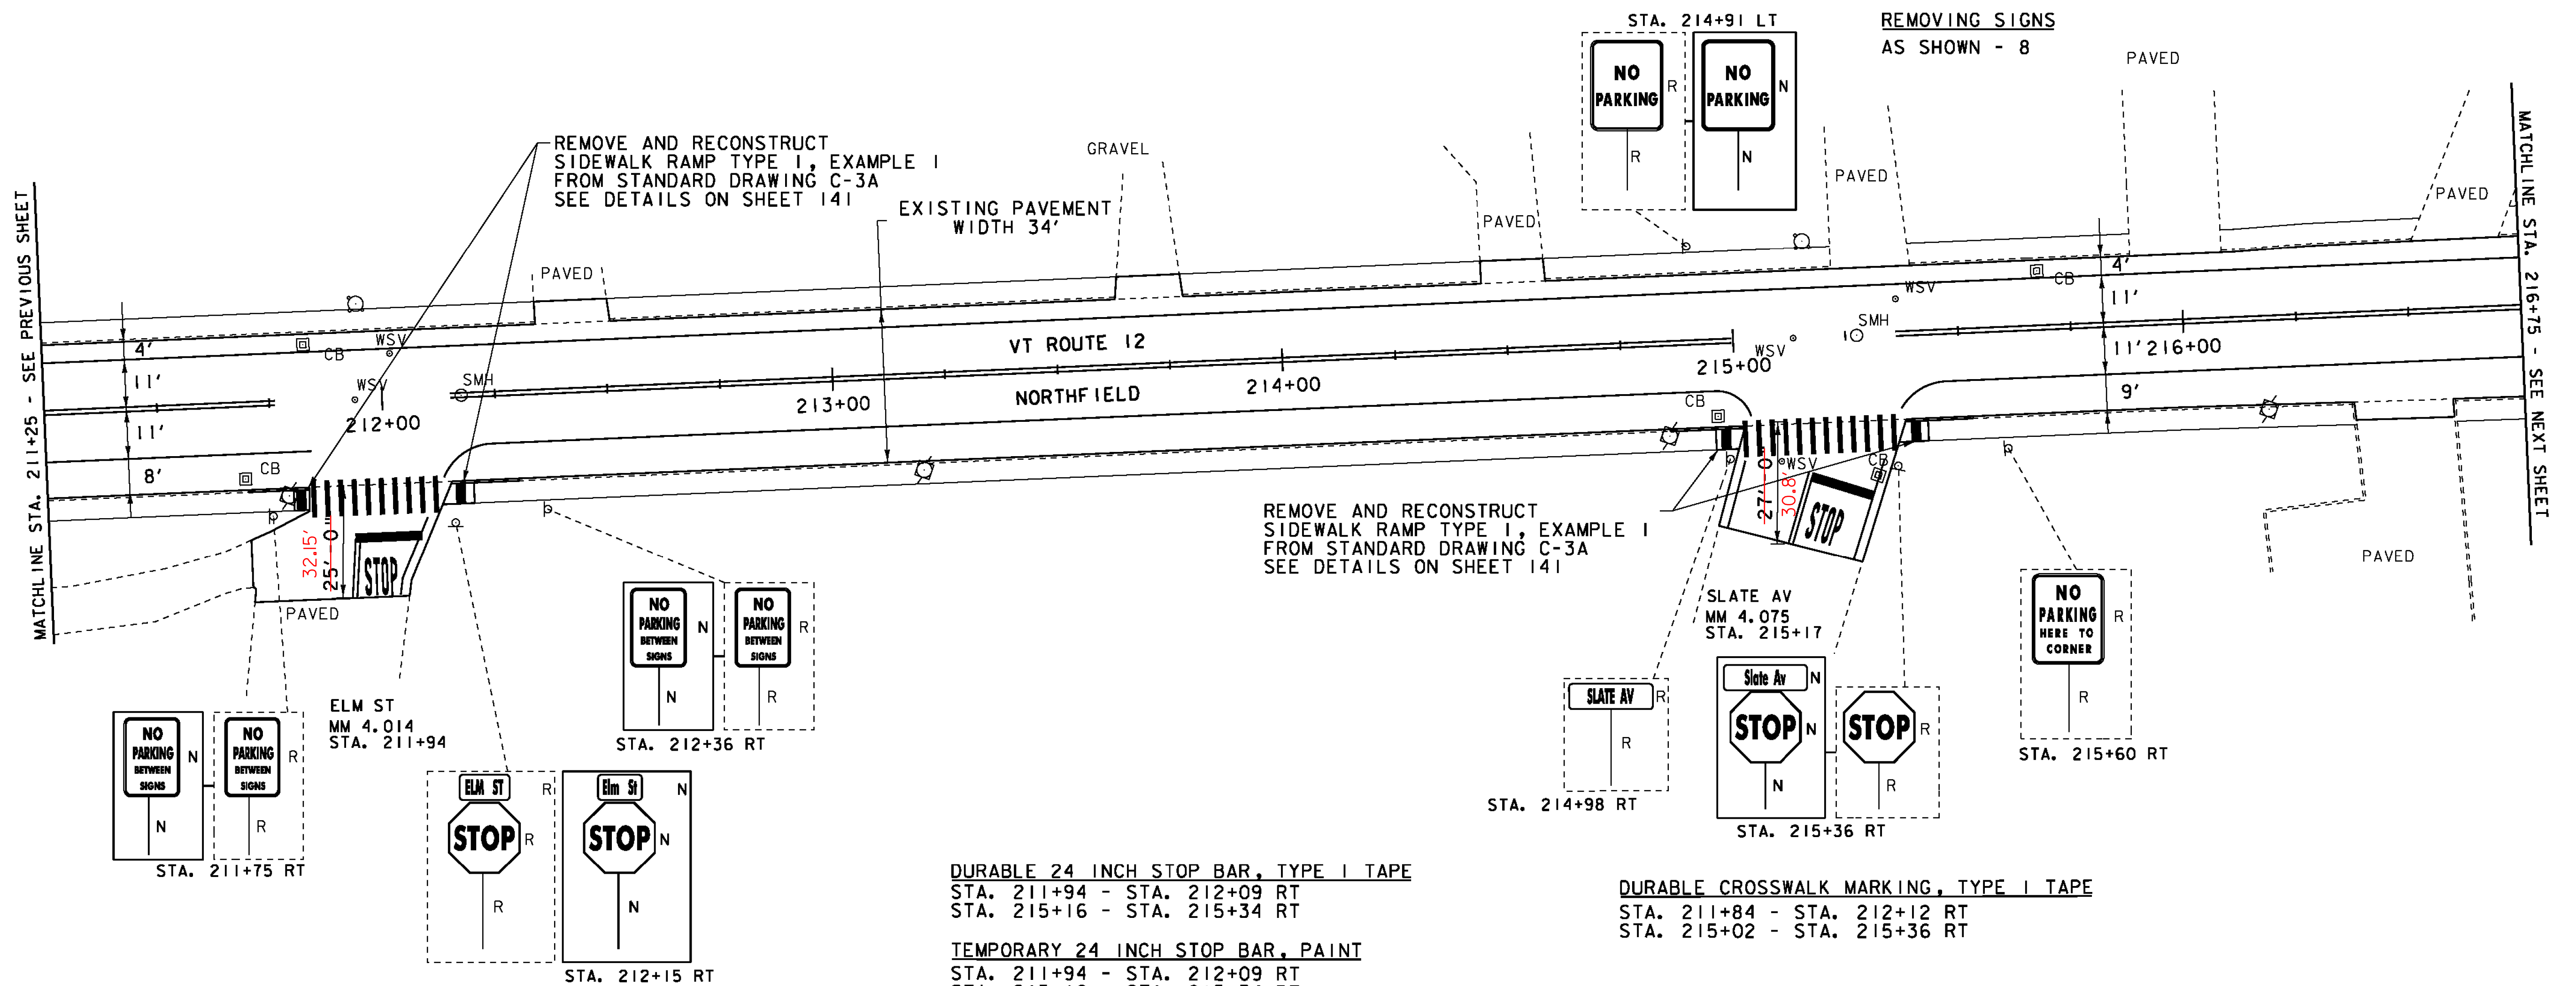 STA. 214+91 LT
NO
PARKING
R
R
NO
PARKING
N
N
REMOVING SIGNS
AS SHOWN - 8
PAVED
MATCHLINE STA. 211+25 - SEE PREVIOUS SHEET
REMOVE AND RECONSTRUCT
SIDEWALK RAMP TYPE I, EXAMPLE I
FROM STANDARD DRAWING C-3A
SEE DETAILS ON SHEET 141
GRAVEL
EXISTING PAVEMENT
WIDTH 34'
PAVED
PAVED
PAVED
PAVED
MATCHLINE STA. 216+75 - SEE NEXT SHEET
4'
11'
11'
8'
CB
WSV
WSV
SMH
212+00
CB
VT ROUTE 12
NORTHFIELD
213+00
214+00
215+00
WSV
SMH
WSV
CB
4'
11'
11'
216+00
9'
CB
WSV
CB
32.15'
25'-0"
STOP
PAVED
27'-0"
30.8'
STOP
PAVED
REMOVE AND RECONSTRUCT
SIDEWALK RAMP TYPE I, EXAMPLE I
FROM STANDARD DRAWING C-3A
SEE DETAILS ON SHEET 141
NO
PARKING
BETWEEN
SIGNS
N
N
NO
PARKING
BETWEEN
SIGNS
R
R
STA. 211+75 RT
ELM ST
MM 4.014
STA. 211+94
ELM ST
R
STOP
R
R
Elm St
N
STOP
N
N
STA. 212+15 RT
NO
PARKING
BETWEEN
SIGNS
N
N
NO
PARKING
BETWEEN
SIGNS
R
R
STA. 212+36 RT
SLATE AV
R
R
STA. 214+98 RT
SLATE AV
MM 4.075
STA. 215+17
Slate Av
N
STOP
N
N
STOP
R
R
STA. 215+36 RT
NO
PARKING
HERE TO
CORNER
R
R
STA. 215+60 RT
DURABLE 24 INCH STOP BAR, TYPE I TAPE
STA. 211+94 - STA. 212+09 RT
STA. 215+16 - STA. 215+34 RT
TEMPORARY 24 INCH STOP BAR, PAINT
STA. 211+94 - STA. 212+09 RT
DURABLE CROSSWALK MARKING, TYPE I TAPE
STA. 211+84 - STA. 212+12 RT
STA. 215+02 - STA. 215+36 RT